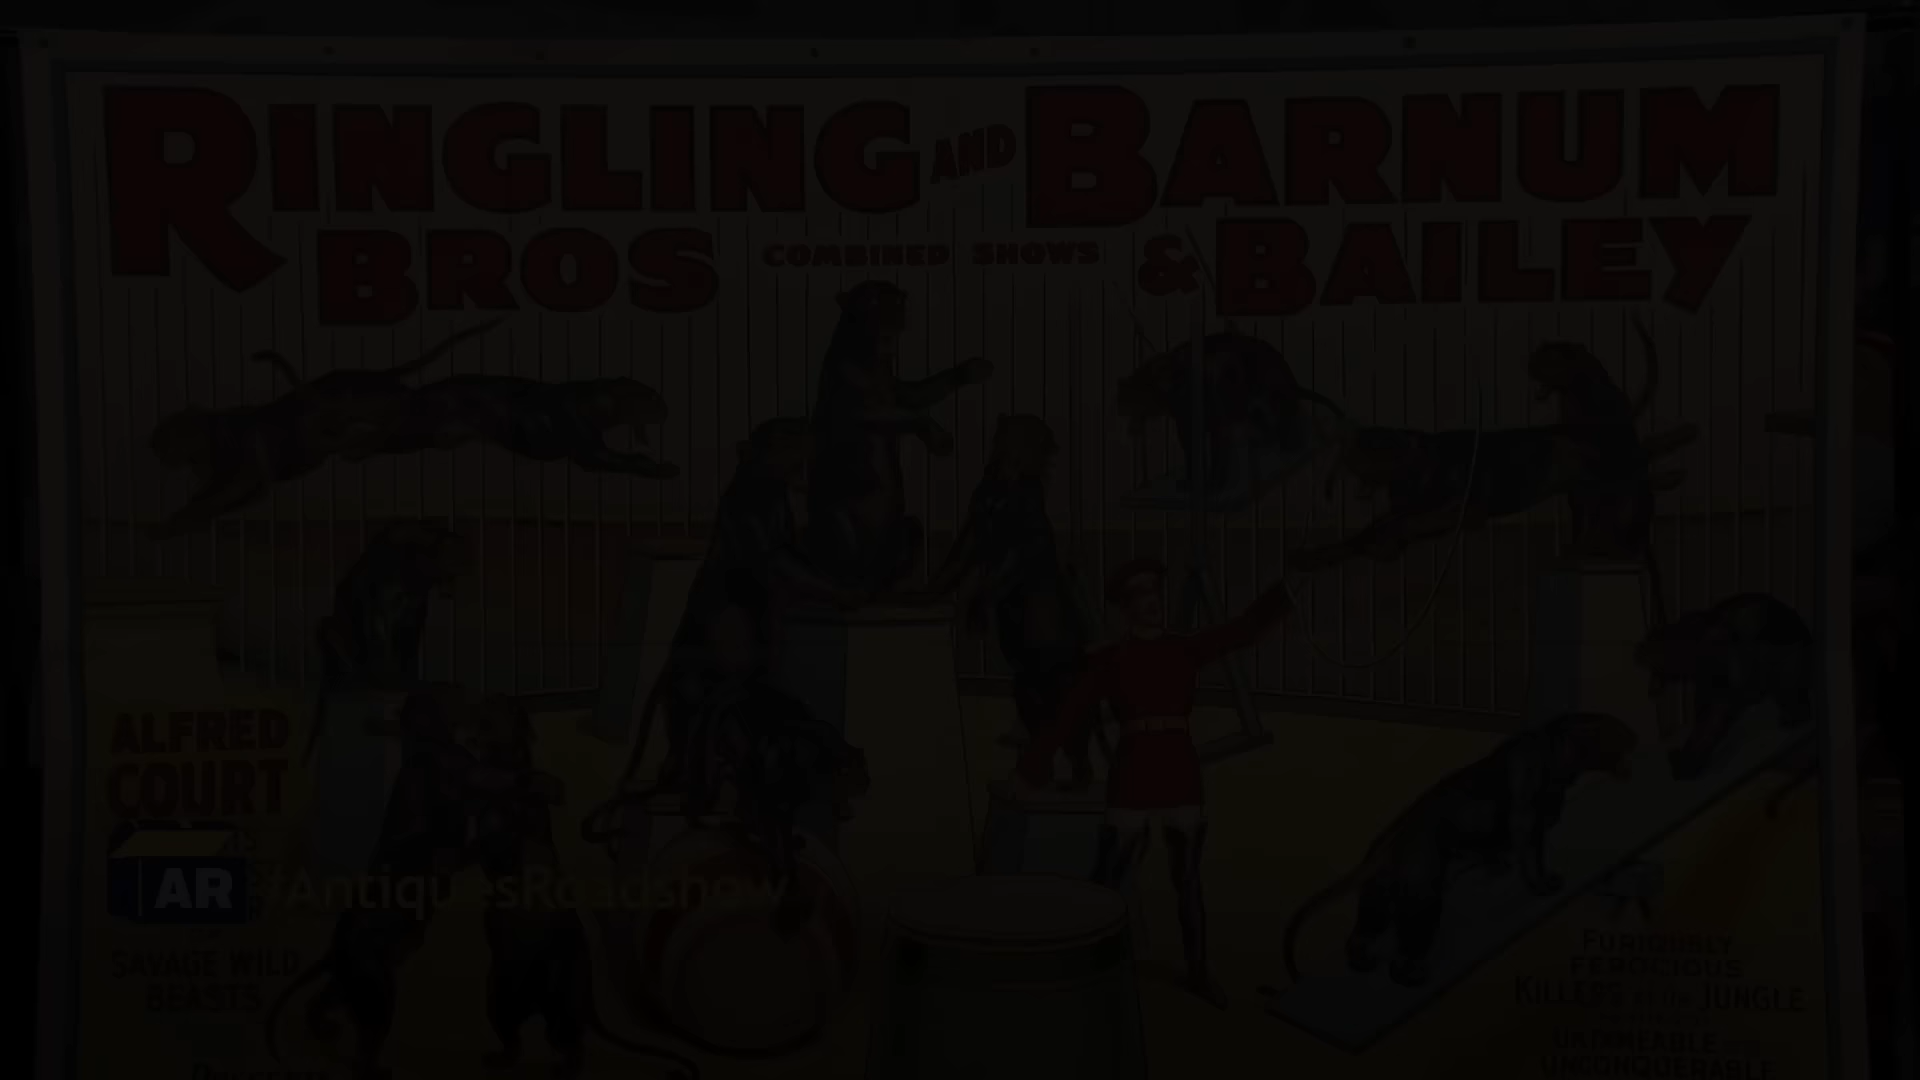 RINGLING AND BARNUM
BROS COMBINED SHOWS & BAILEY
ALFRED
COURT
AR #AntiquesRoadshow
SAVAGE WILD
BEASTS
FURIOUSLY
FEROCIOUS
KILLERS of the JUNGLE
UNTAMEABLE
UNCONQUERABLE